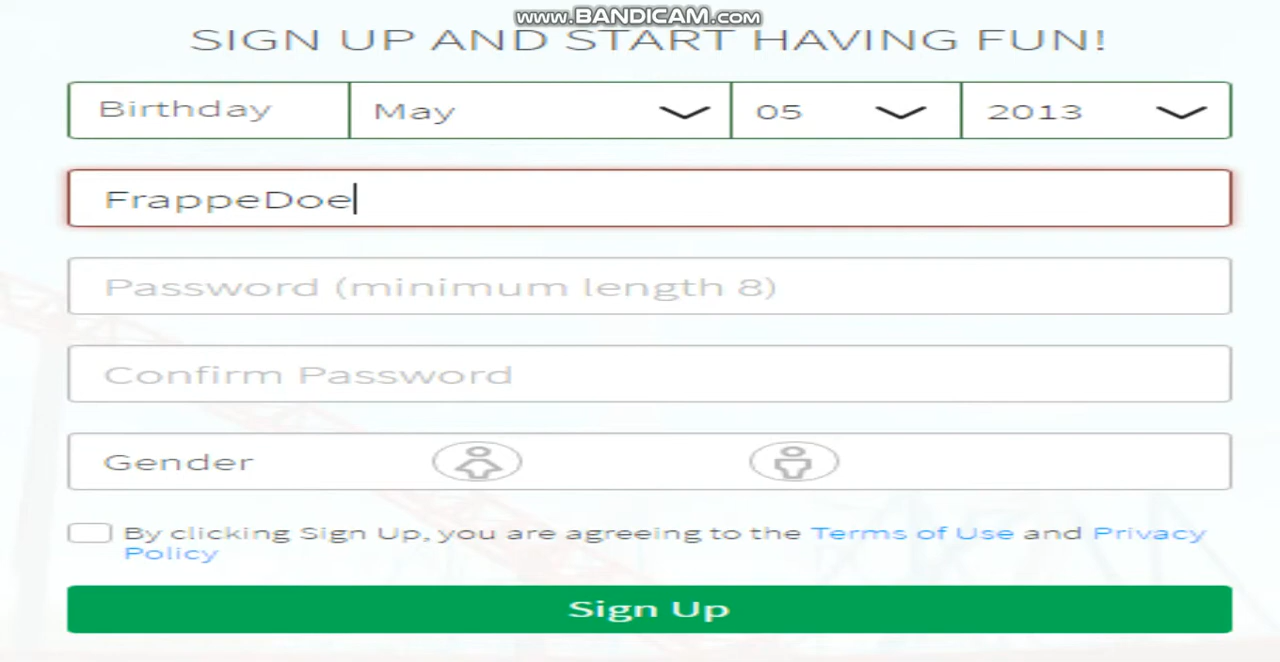 www.BANDICAM.com
SIGN UP AND START HAVING FUN!
Birthday May 05 2013
FrappeDoe
Password (minimum length 8)
Confirm Password
Gender
By clicking Sign Up, you are agreeing to the Terms of Use and Privacy
Policy
Sign Up